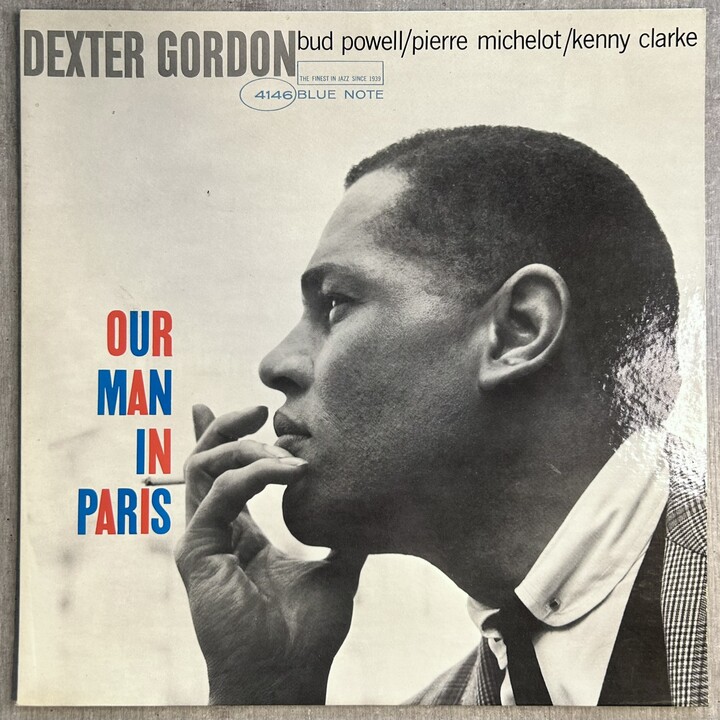 DEXTER GORDON bud powell/pierre michelot/kenny clarke
THE FINEST IN JAZZ SINCE 1939
4146 BLUE NOTE
OUR
MAN
IN
PARIS